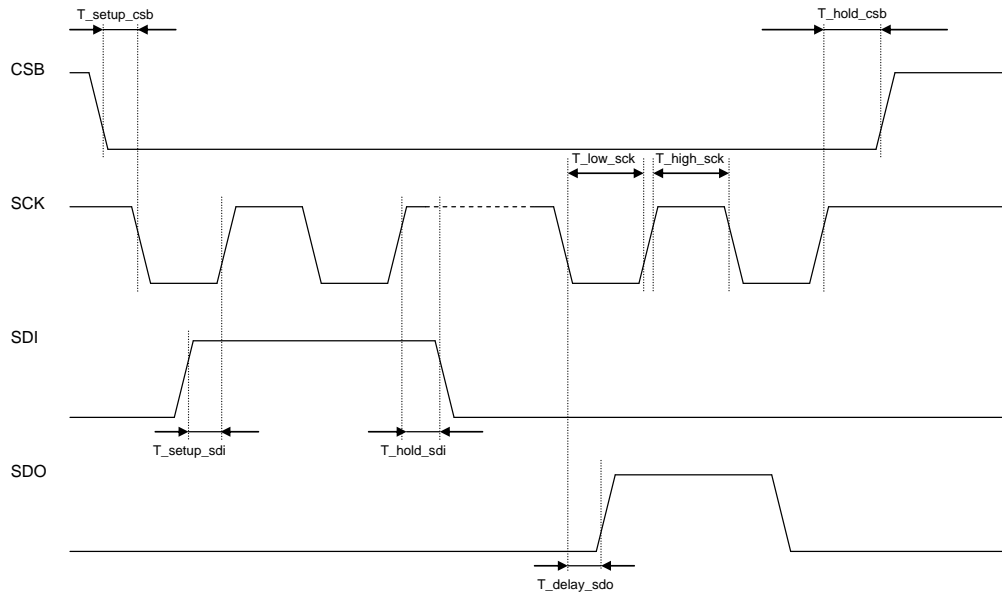 T_setup_csb
T_hold_csb
CSB
T_low_sck
T_high_sck
SCK
SDI
T_setup_sdi
T_hold_sdi
SDO
T_delay_sdo